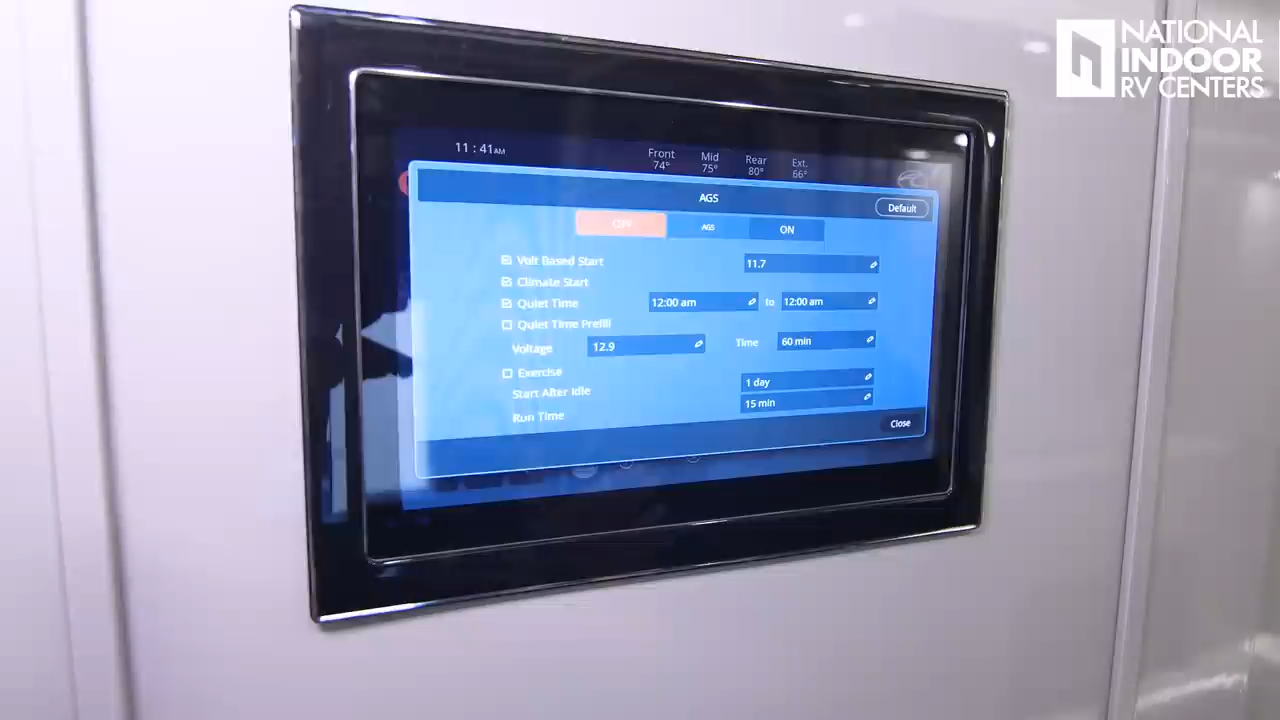 NATIONAL
INDOOR
RV CENTERS
11 : 41AM
Front Mid Rear Ext.
74° 75° 80° 66°
AGS
Default
OFF AGS ON
Volt Based Start 11.7
Climate Start
Quiet Time 12:00 am to 12:00 am
Quiet Time Prefill
Voltage 12.9 Time 60 min
Exercise
Start After Idle 1 day
Run Time 15 min
Close